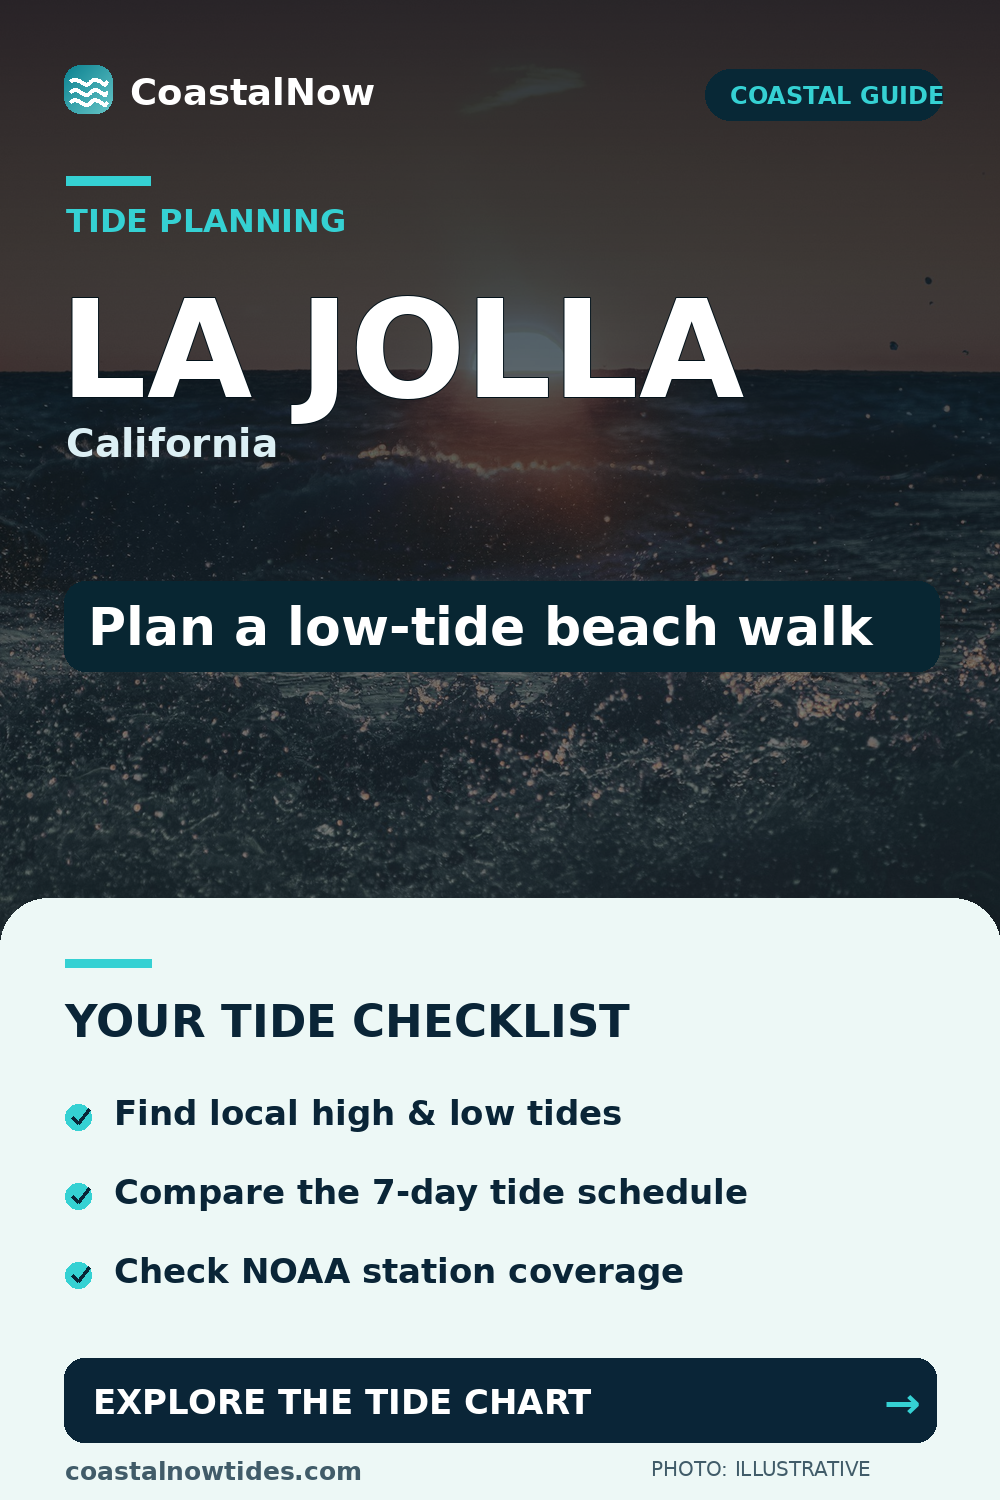 CoastalNow
COASTAL GUIDE
TIDE PLANNING
LA JOLLA
California
Plan a low-tide beach walk
YOUR TIDE CHECKLIST
Find local high & low tides
Compare the 7-day tide schedule
Check NOAA station coverage
EXPLORE THE TIDE CHART →
coastalnowtides.com
PHOTO: ILLUSTRATIVE